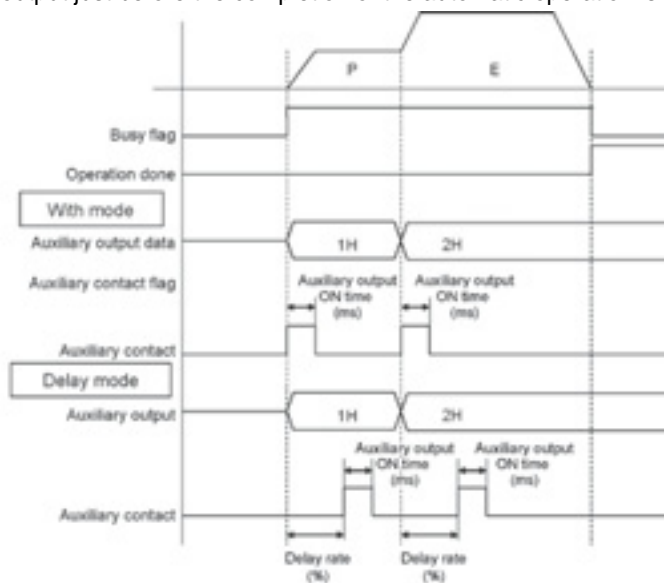 P
E
Busy flag
Operation done
With mode
Auxiliary output data
1H
2H
Auxiliary contact flag
Auxiliary output
ON time
(ms)
Auxiliary output
ON time
(ms)
Auxiliary contact
Delay mode
Auxiliary output
1H
2H
Auxiliary output
ON time
(ms)
Auxiliary output
ON time
(ms)
Auxiliary contact
Delay rate
(%)
Delay rate
(%)